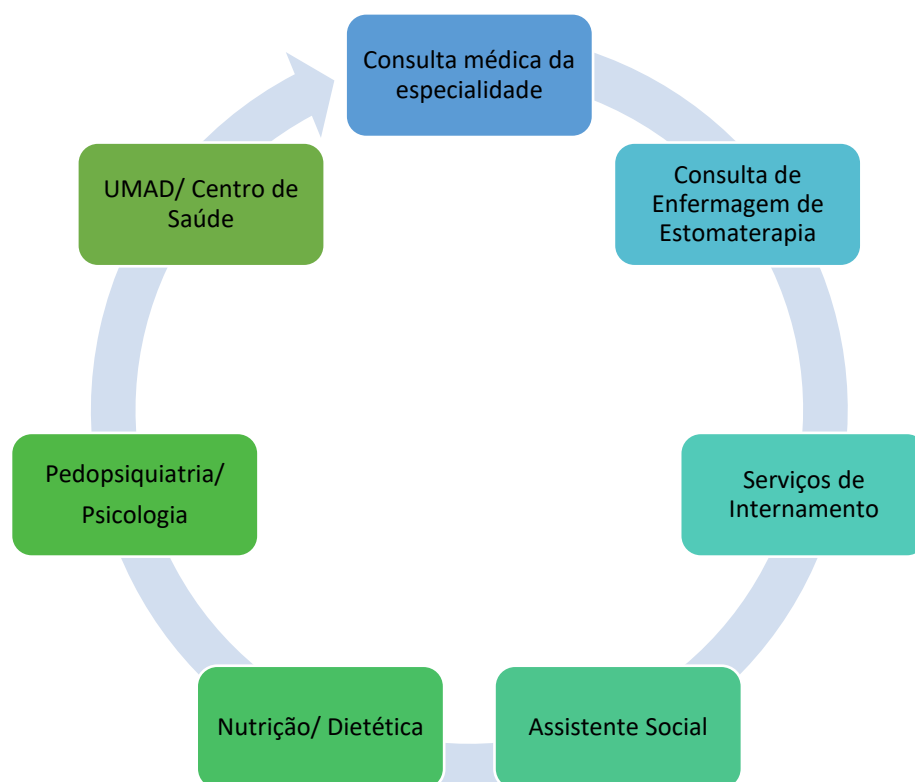 Consulta médica da
especialidade
Consulta de
Enfermagem de
Estomaterapia
Serviços de
Internamento
Assistente Social
Nutrição/ Dietética
Pedopsiquiatria/
Psicologia
UMAD/ Centro de
Saúde